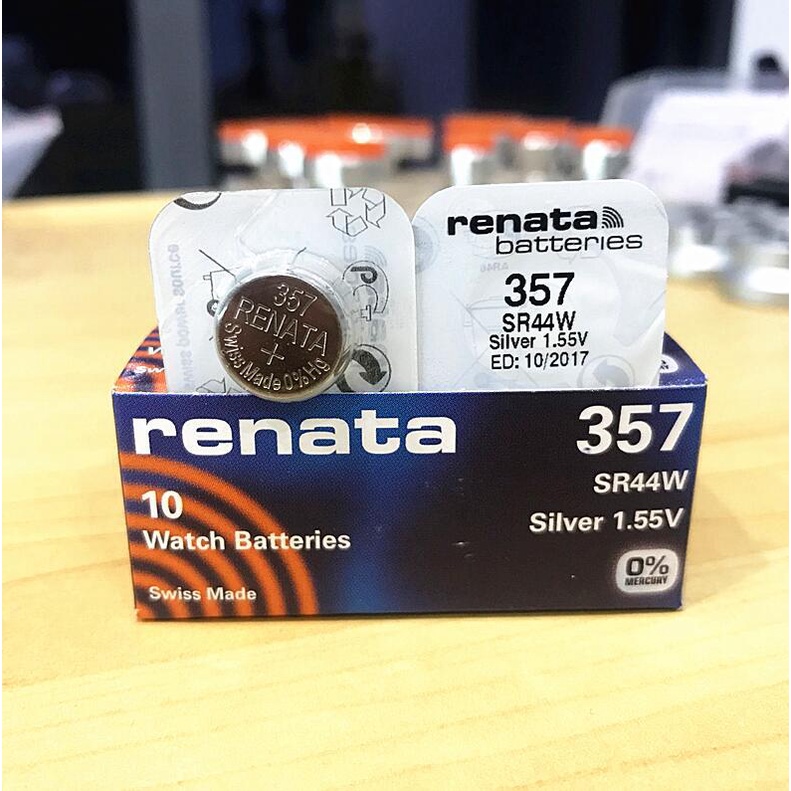 357
RENATA
+
Swiss Made 0% Hg
renata
batteries
357
SR44W
Silver 1.55V
ED: 10/2017
renata
357
SR44W
Silver 1.55V
10
Watch Batteries
Swiss Made
0%
MERCURY